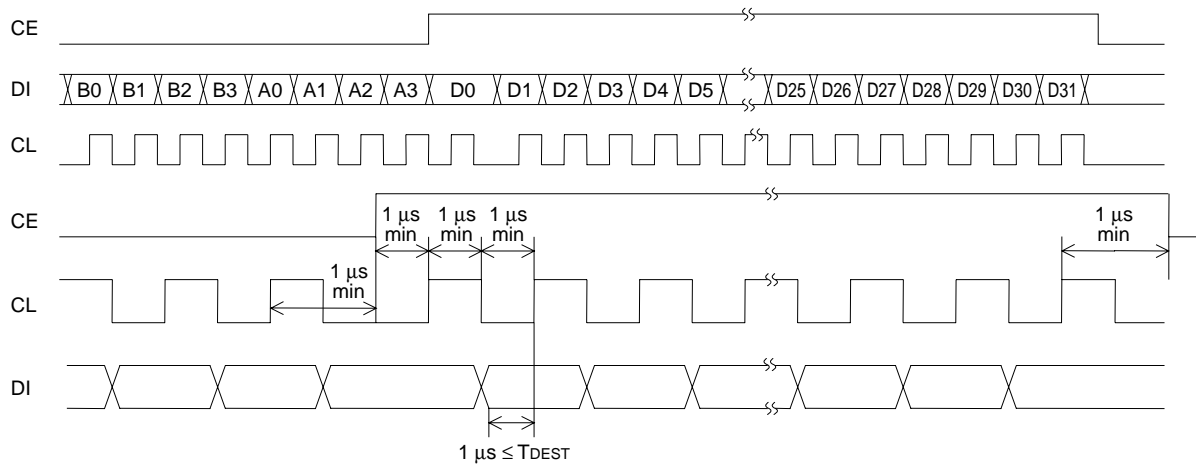 CE
DI B0 B1 B2 B3 A0 A1 A2 A3 D0 D1 D2 D3 D4 D5 D25 D26 D27 D28 D29 D30 D31
CL
CE
1 µs min 1 µs min 1 µs min 1 µs min
1 µs min
CL
DI
1 µs ≤ TDEST